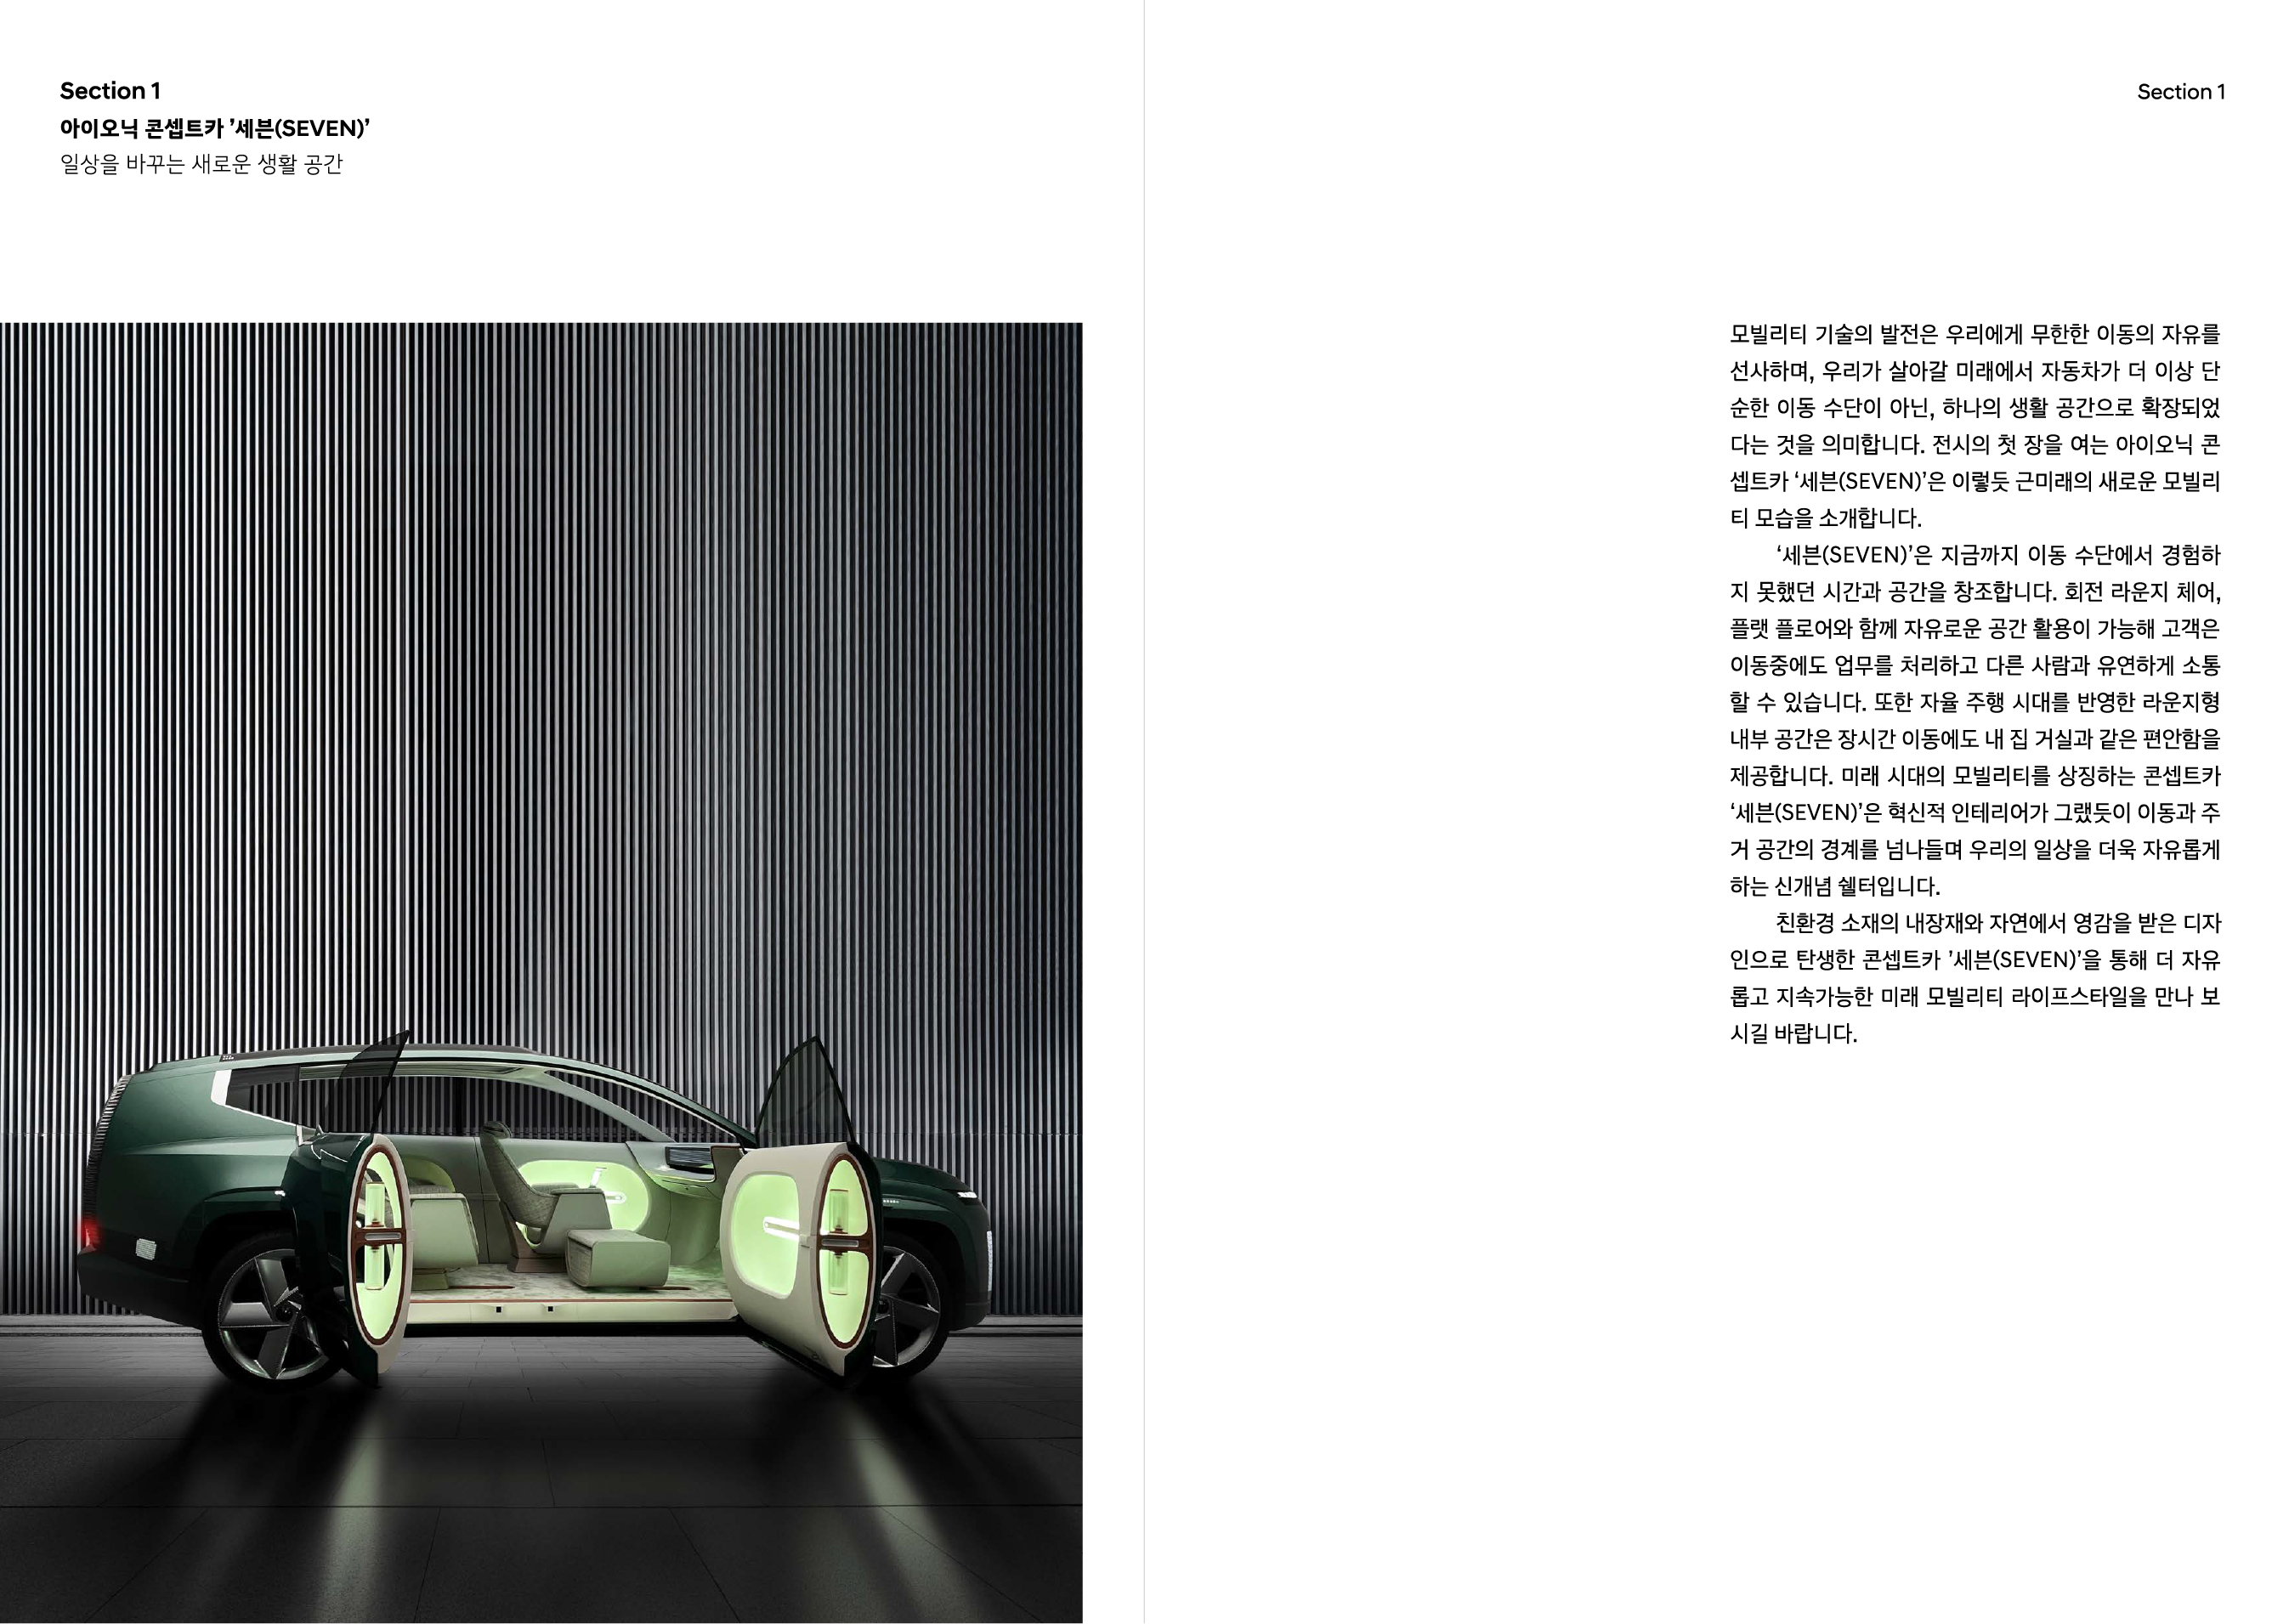 Section 1
아이오닉 콘셉트카 ’세븐(SEVEN)’
일상을 바꾸는 새로운 생활 공간
Section 1
모빌리티 기술의 발전은 우리에게 무한한 이동의 자유를
선사하며, 우리가 살아갈 미래에서 자동차가 더 이상 단
순한 이동 수단이 아닌, 하나의 생활 공간으로 확장되었
다는 것을 의미합니다. 전시의 첫 장을 여는 아이오닉 콘
셉트카 ‘세븐(SEVEN)’은 이렇듯 근미래의 새로운 모빌리
티 모습을 소개합니다.
‘세븐(SEVEN)’은 지금까지 이동 수단에서 경험하
지 못했던 시간과 공간을 창조합니다. 회전 라운지 체어,
플랫 플로어와 함께 자유로운 공간 활용이 가능해 고객은
이동중에도 업무를 처리하고 다른 사람과 유연하게 소통
할 수 있습니다. 또한 자율 주행 시대를 반영한 라운지형
내부 공간은 장시간 이동에도 내 집 거실과 같은 편안함을
제공합니다. 미래 시대의 모빌리티를 상징하는 콘셉트카
‘세븐(SEVEN)’은 혁신적 인테리어가 그랬듯이 이동과 주
거 공간의 경계를 넘나들며 우리의 일상을 더욱 자유롭게
하는 신개념 쉘터입니다.
친환경 소재의 내장재와 자연에서 영감을 받은 디자
인으로 탄생한 콘셉트카 ’세븐(SEVEN)’을 통해 더 자유
롭고 지속가능한 미래 모빌리티 라이프스타일을 만나 보
시길 바랍니다.